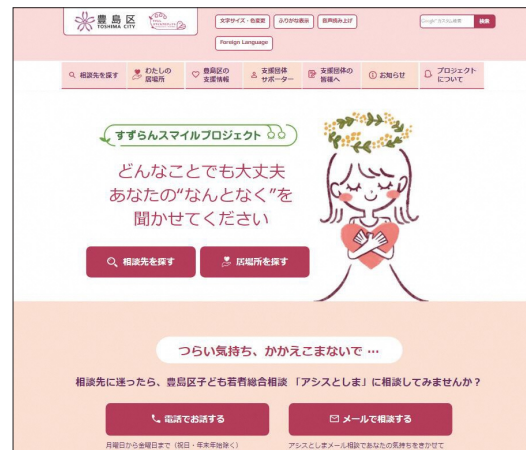 豊島区
TOSHIMA CITY
文字サイズ・色変更
ふりがな表示
音声読み上げ
検索
Foreign Language
相談先を探す
わたしの
居場所
豊島区の
支援情報
支援団体
サポーター
支援団体の
皆様へ
お知らせ
プロジェクト
について
すずらんスマイルプロジェクト
どんなことでも大丈夫
あなたの“なんとなく”を
聞かせてください
相談先を探す
居場所を探す
つらい気持ち、かかえこまないで …
相談先に迷ったら、豊島区子ども若者総合相談 「アシスとしま」に相談してみませんか？
電話でお話する
メールで相談する
月曜日から金曜日まで（祝日・年末年始除く）
アシスとしまメール相談であなたの気持ちをきかせて